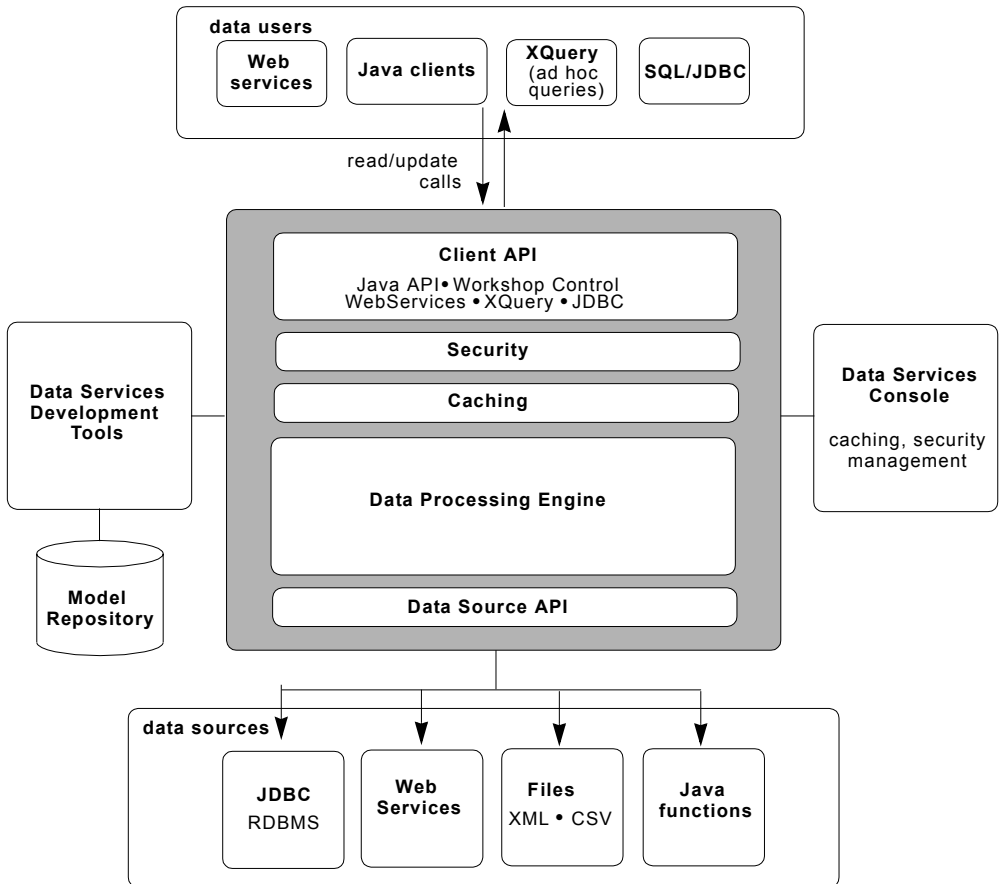 data users
Web
services
Java clients
XQuery
(ad hoc
queries)
SQL/JDBC
read/update
calls
Client API
Java API• Workshop Control
WebServices • XQuery • JDBC
Security
Caching
Data Processing Engine
Data Source API
Data Services
Development
Tools
Model
Repository
Data Services
Console
caching, security
management
data sources
JDBC
RDBMS
Web
Services
Files
XML • CSV
Java
functions